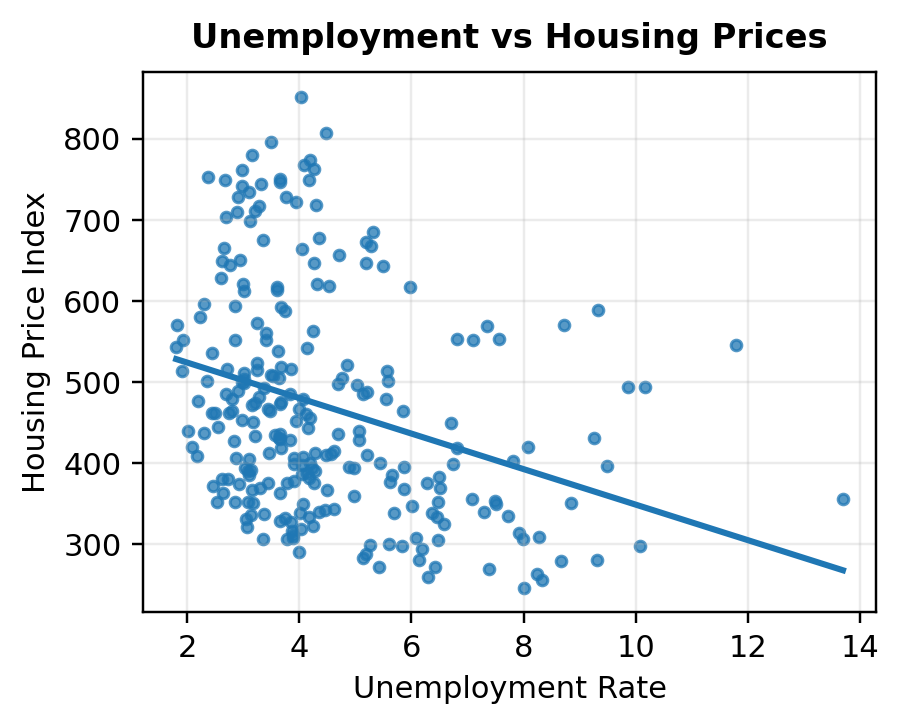 Unemployment vs Housing Prices
800
700
600
500
400
300
Housing Price Index
2 4 6 8 10 12 14
Unemployment Rate